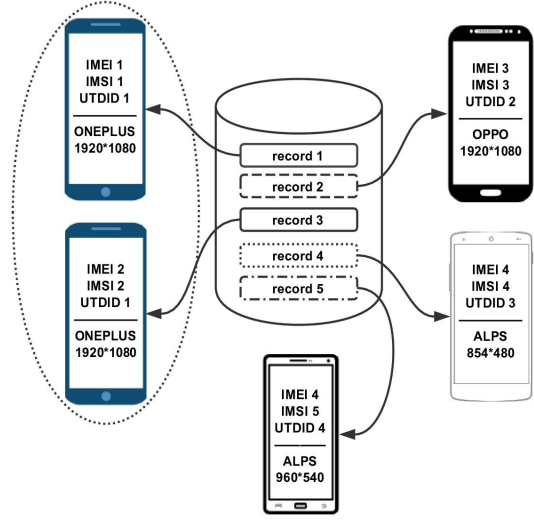 IMEI 1
IMSI 1
UTDID 1
ONEPLUS
1920*1080
IMEI 2
IMSI 2
UTDID 1
ONEPLUS
1920*1080
record 1
record 2
record 3
record 4
record 5
IMEI 3
IMSI 3
UTDID 2
OPPO
1920*1080
IMEI 4
IMSI 4
UTDID 3
ALPS
854*480
IMEI 4
IMSI 5
UTDID 4
ALPS
960*540